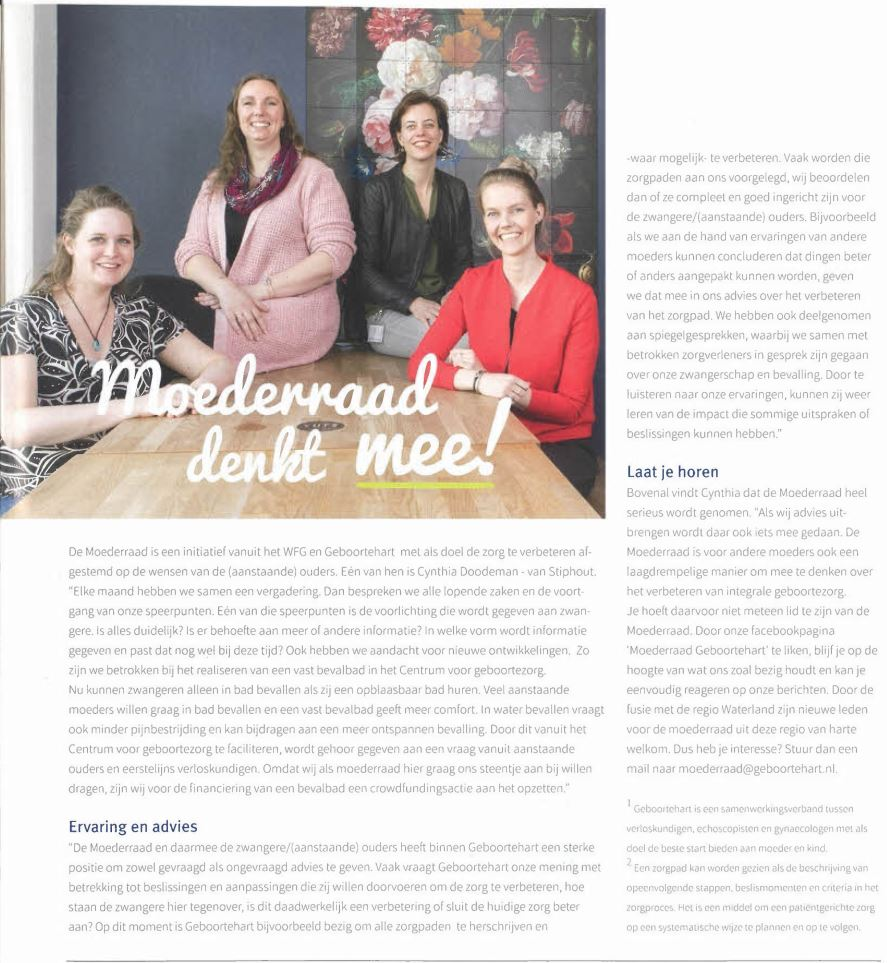 Moederraad
denkt mee!
De Moederraad is een initiatief vanuit het WFG en Geboortehart met als doel de zorg te verbeteren af-
gestemd op de wensen van de (aanstaande) ouders. Eén van hen is Cynthia Doodeman - van Stiphout.
"Elke maand hebben we samen een vergadering. Dan bespreken we alle lopende zaken en de voort-
gang van onze speerpunten. Eén van die speerpunten is de voorlichting die wordt gegeven aan zwan-
gere. Is alles duidelijk? Is er behoefte aan meer of andere informatie? In welke vorm wordt informatie
gegeven en past dat nog wel bij deze tijd? Ook hebben we aandacht voor nieuwe ontwikkelingen. Zo
zijn we betrokken bij het realiseren van een vast bevalbad in het Centrum voor geboortezorg.
Nu kunnen zwangeren alleen in bad bevallen als zij een opblaasbaar bad huren. Veel aanstaande
moeders willen graag in bad bevallen en een vast bevalbad geeft meer comfort. In water bevallen vraagt
ook minder pijnbestrijding en kan bijdragen aan een meer ontspannen bevalling. Door dit vanuit het
Centrum voor geboortezorg te faciliteren, wordt gehoor gegeven aan een vraag vanuit aanstaande
ouders en eerstelijns verloskundigen. Omdat wij als moederraad hier graag ons steentje aan bij willen
dragen, zijn wij voor de financiering van een bevalbad een crowdfundingsactie aan het opzetten."
Ervaring en advies
"De Moederraad en daarmee de zwangere/(aanstaande) ouders heeft binnen Geboortehart een sterke
positie om zowel gevraagd als ongevraagd advies te geven. Vaak vraagt Geboortehart onze mening met
betrekking tot beslissingen en aanpassingen die zij willen doorvoeren om de zorg te verbeteren, hoe
staan de zwangere hier tegenover, is dit daadwerkelijk een verbetering of sluit de huidige zorg beter
aan? Op dit moment is Geboortehart bijvoorbeeld bezig om alle zorgpaden te herschrijven en
-waar mogelijk- te verbeteren. Vaak worden die
zorgpaden aan ons voorgelegd, wij beoordelen
dan of ze compleet en goed ingericht zijn voor
de zwangere/(aanstaande) ouders. Bijvoorbeeld
als we aan de hand van ervaringen van andere
moeders kunnen concluderen dat dingen beter
of anders aangepakt kunnen worden, geven
we dat mee in ons advies over het verbeteren
van het zorgpad. We hebben ook deelgenomen
aan spiegelgesprekken, waarbij we samen met
betrokken zorgverleners in gesprek zijn gegaan
over onze zwangerschap en bevalling. Door te
luisteren naar onze ervaringen, kunnen zij weer
leren van de impact die sommige uitspraken of
beslissingen kunnen hebben."
Laat je horen
Bovenal vindt Cynthia dat de Moederraad heel
serieus wordt genomen. "Als wij advies uit-
brengen wordt daar ook iets mee gedaan. De
Moederraad is voor andere moeders ook een
laagdrempelige manier om mee te denken over
het verbeteren van integrale geboortezorg.
Je hoeft daarvoor niet meteen lid te zijn van de
Moederraad. Door onze facebookpagina
'Moederraad Geboortehart' te liken, blijf je op de
hoogte van wat ons zoal bezig houdt en kan je
eenvoudig reageren op onze berichten. Door de
fusie met de regio Waterland zijn nieuwe leden
voor de moederraad uit deze regio van harte
welkom. Dus heb je interesse? Stuur dan een
mail naar moederraad@geboortehart.nl.
1 Geboortehart is een samenwerkingsverband tussen
verloskundigen, echoscopisten en gynaecologen met als
doel de beste start bieden aan moeder en kind.
2 Een zorgpad kan worden gezien als de beschrijving van
opeenvolgende stappen, beslismomenten en criteria in het
zorgproces. Het is een middel om een patiëntgerichte zorg
op een systematische wijze te plannen en op te volgen.